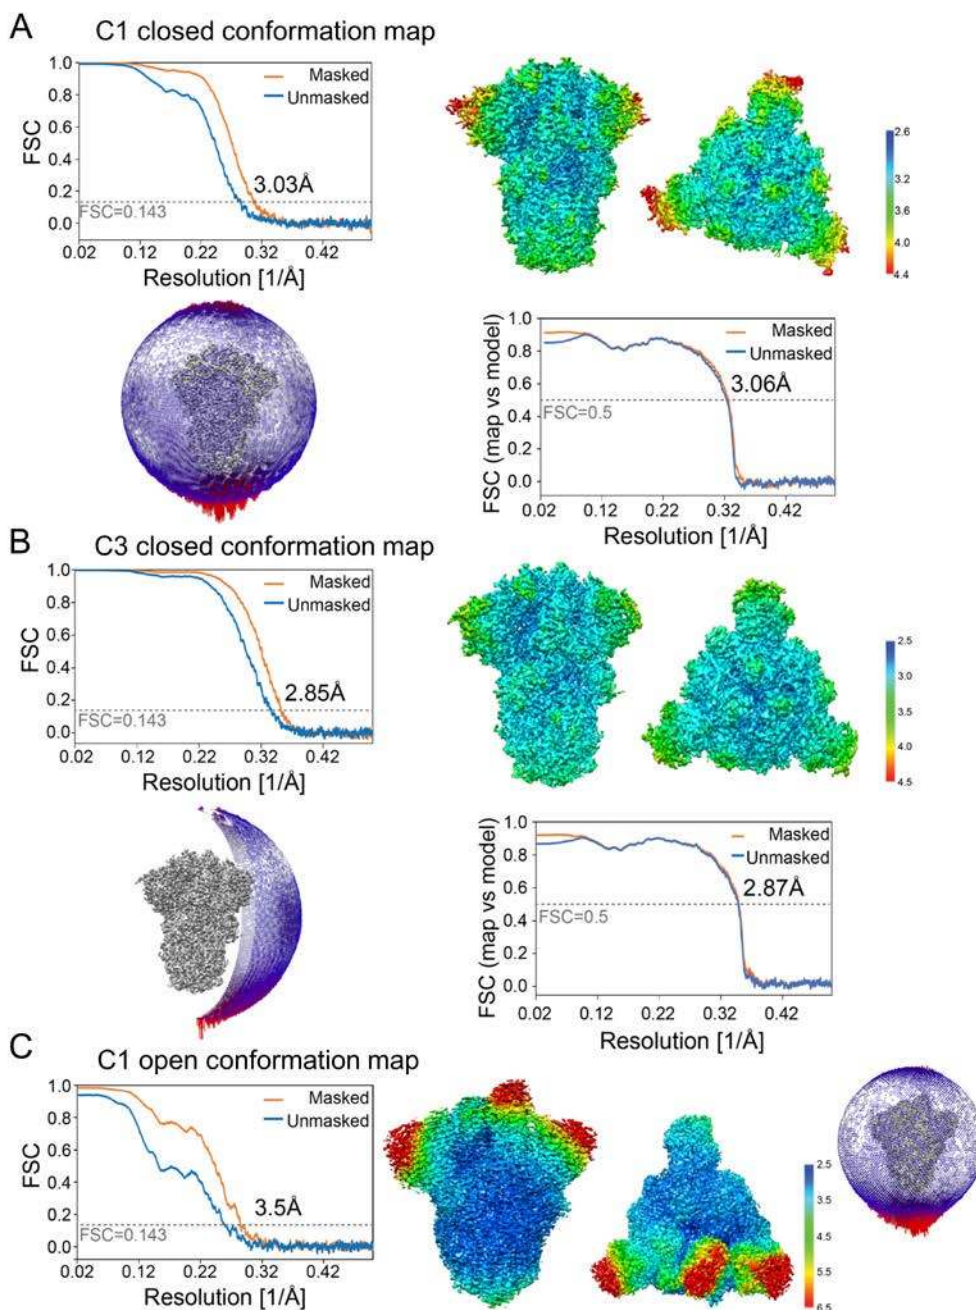 A
C1 closed conformation map
1.0
0.8
0.6
0.4
0.2
0.0
FSC
Masked
Unmasked
3.03Å
FSC=0.143
0.02 0.12 0.22 0.32 0.42
Resolution [1/Å]
2.6
3.2
3.6
4.0
4.4
1.0
0.8
0.6
0.4
0.2
0.0
FSC (map vs model)
Masked
Unmasked
3.06Å
FSC=0.5
0.02 0.12 0.22 0.32 0.42
Resolution [1/Å]
B
C3 closed conformation map
1.0
0.8
0.6
0.4
0.2
0.0
FSC
Masked
Unmasked
2.85Å
FSC=0.143
0.02 0.12 0.22 0.32 0.42
Resolution [1/Å]
2.5
3.0
3.5
4.0
4.5
1.0
0.8
0.6
0.4
0.2
0.0
FSC (map vs model)
Masked
Unmasked
2.87Å
FSC=0.5
0.02 0.12 0.22 0.32 0.42
Resolution [1/Å]
C
C1 open conformation map
1.0
0.8
0.6
0.4
0.2
0.0
FSC
Masked
Unmasked
3.5Å
FSC=0.143
0.02 0.12 0.22 0.32 0.42
Resolution [1/Å]
2.5
3.5
4.5
5.5
6.5